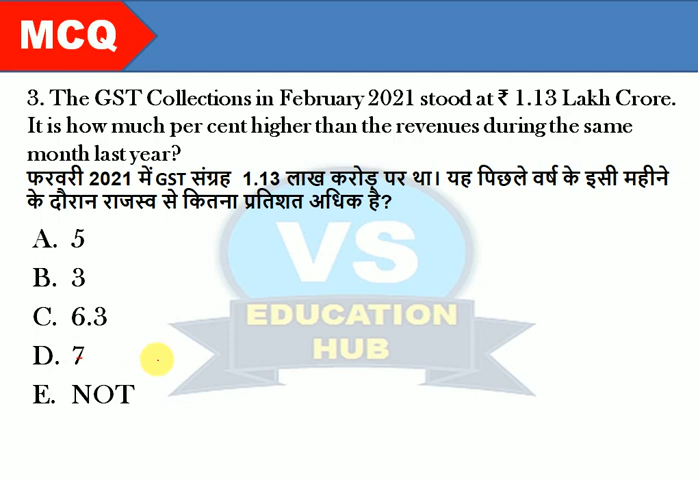 MCQ
3. The GST Collections in February 2021 stood at ₹ 1.13 Lakh Crore.
It is how much per cent higher than the revenues during the same
month last year?
फरवरी 2021 में GST संग्रह 1.13 लाख करोड़ पर था। यह पिछले वर्ष के इसी महीने
के दौरान राजस्व से कितना प्रतिशत अधिक है?
A. 5
B. 3
C. 6.3
D. 7
E. NOT
VS
EDUCATION
HUB